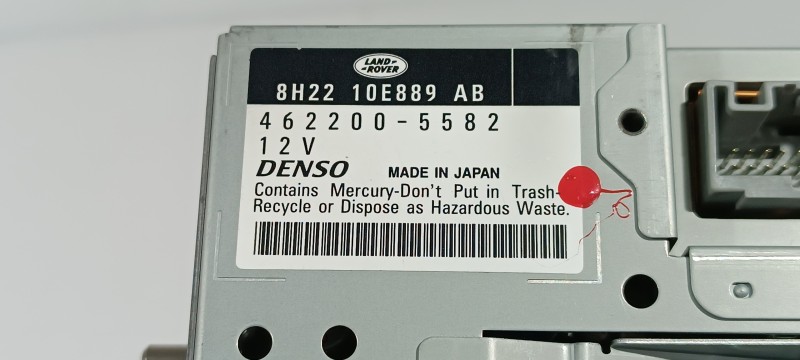 LAND-
-ROVER
8H22 10E889 AB
462200-5582
12V
DENSO MADE IN JAPAN
Contains Mercury-Don't Put in Trash-
Recycle or Dispose as Hazardous Waste.